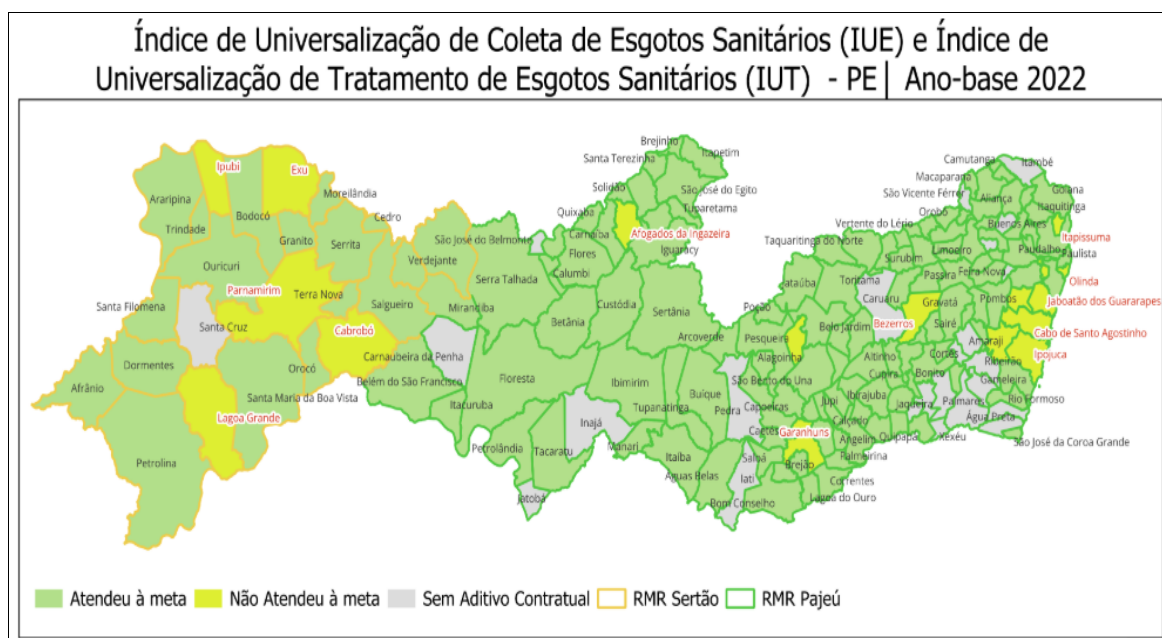 Índice de Universalização de Coleta de Esgotos Sanitários (IUE) e Índice de
Universalização de Tratamento de Esgotos Sanitários (IUT) - PE| Ano-base 2022
Brejinho
Itapetim
Santa Terezinha
Solidão
São José do Egito
Tuparetama
Quixaba
Carnaíba
Afogados da Ingazeira
Iguaracy
Flores
Calumbi
São José do Belmonte
Serra Talhada
Ipubi
Exu
Araripina
Bodocó
Moreilândia
Trindade
Granito
Cedro
Serrita
Verdejante
Ouricuri
Parnamirim
Terra Nova
Salgueiro
Mirandiba
Santa Filomena
Santa Cruz
Cabrobó
Carnaubeira da Penha
Dormentes
Orocó
Belém do São Francisco
Afrânio
Santa Maria da Boa Vista
Lagoa Grande
Petrolina
Itacuruba
Floresta
Betânia
Custódia
Sertânia
Arcoverde
Ibimirim
Petrolândia
Tacaratu
Inajá
Jatobá
Manari
Tupanatinga
Buíque
Pedra
Itaíba
Águas Belas
Camutanga
Itambé
Macaparana
São Vicente Férrer
Aliança
Goiana
Orobó
Itaquitinga
Vertente do Lério
Buenos Aires
Taquaritinga do Norte
Limoeiro
Paudalho
Itapissuma
Paulista
Surubim
Jataúba
Toritama
Passira
Feira Nova
Olinda
Caruaru
Gravatá
Pombos
Jaboatão dos Guararapes
Poção
Pesqueira
Belo Jardim
Bezerros
Sairé
Cabo de Santo Agostinho
Amaraji
Alagoinha
Altinho
Cortês
Ribeirão
Ipojuca
São Bento do Una
Cupira
Bonito
Gameleira
Capoeiras
Jupi
Ibirajuba
Jaqueira
Palmares
Rio Formoso
Caetés
Calçado
Água Preta
Garanhuns
Angelim
Quipapá
Xexéu
São José da Coroa Grande
Saloá
Palmeirina
Iati
Brejão
Correntes
Bom Conselho
Lagoa do Ouro
Atendeu à meta
Não Atendeu à meta
Sem Aditivo Contratual
RMR Sertão
RMR Pajeú